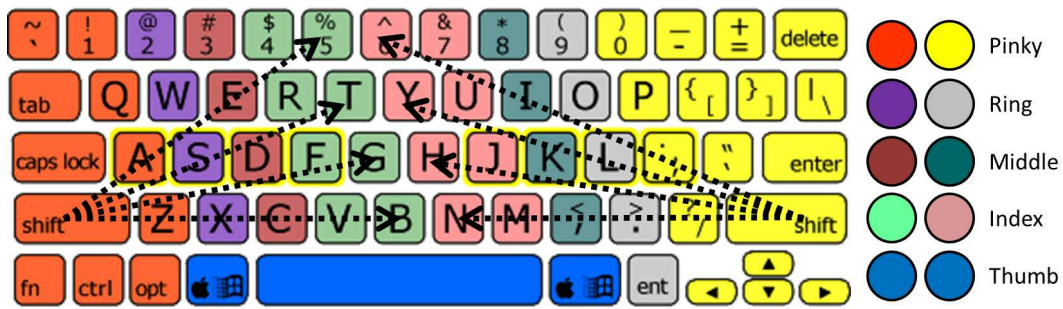 ~ ` ! 1 @ 2 # 3 $ 4 % 5 ^ 6 & 7 * 8 ( 9 ) 0 — - + = delete
tab Q W E R T Y U I O P { [ } ] | \
caps lock A S D F G H J K L : ; " ' enter
shift Z X C V B N M < , > . ? / shift
fn ctrl opt ent ◄ ▲ ▼ ►
Pinky
Ring
Middle
Index
Thumb